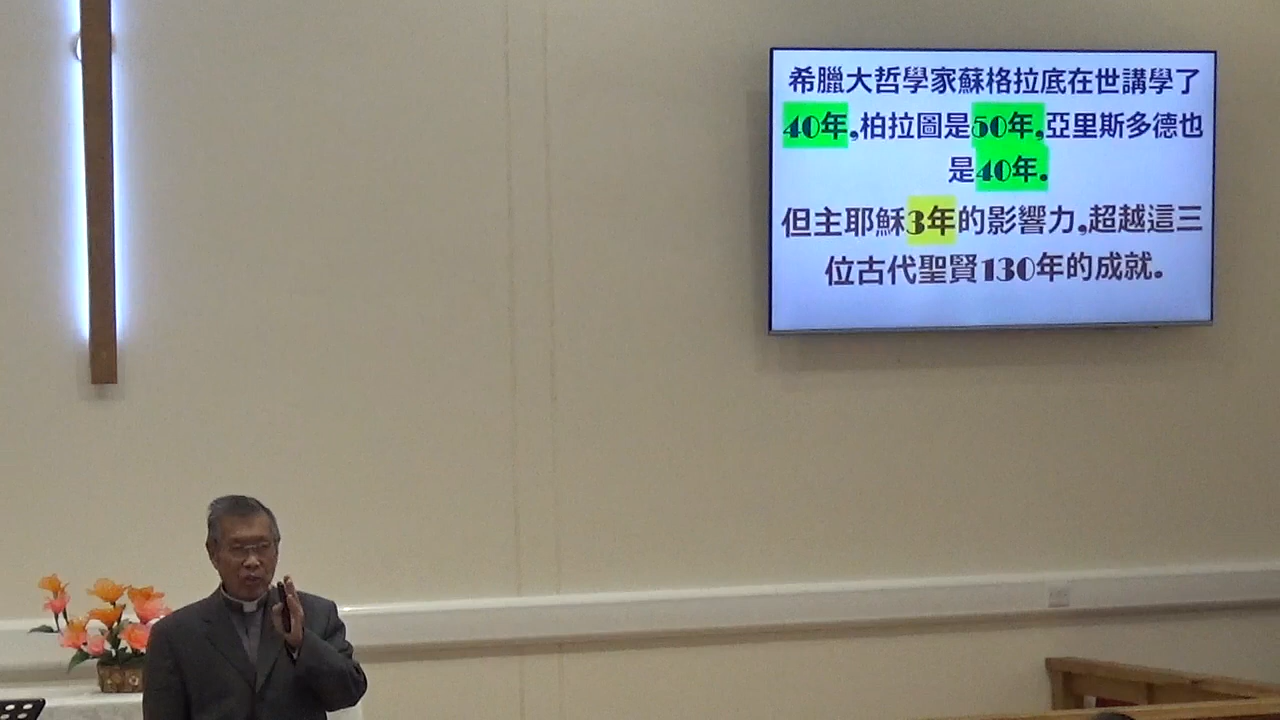 希臘大哲學家蘇格拉底在世講學了
40年,柏拉圖是50年,亞里斯多德也
是40年.
但主耶穌3年的影響力,超越這三
位古代聖賢130年的成就.